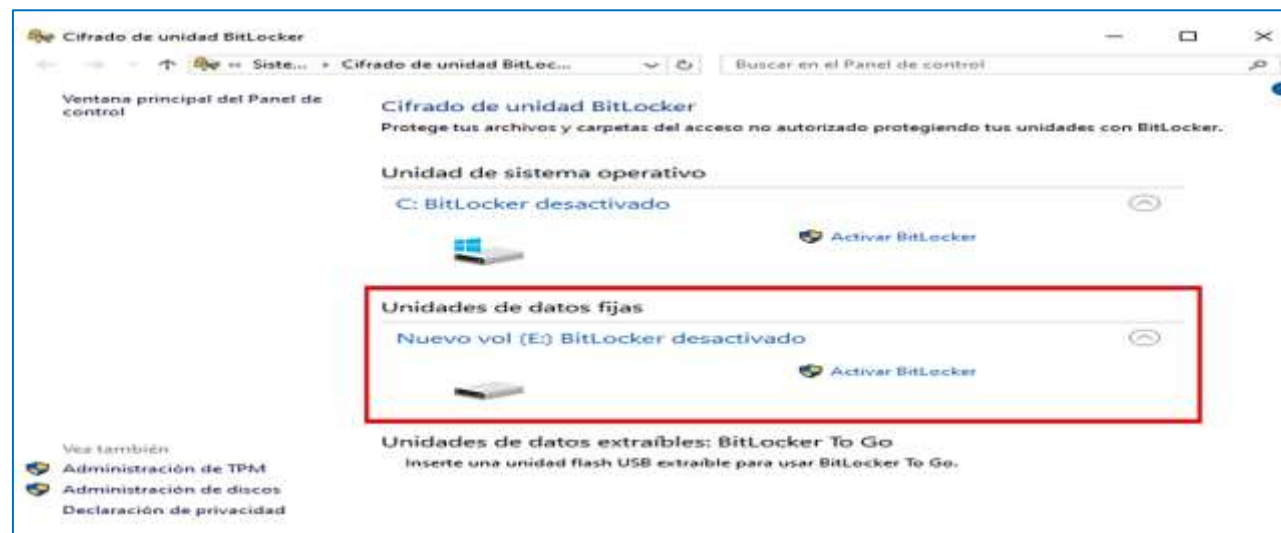 Cifrado de unidad BitLocker
Siste... Cifrado de unidad BitLoc... Buscar en el Panel de control
Ventana principal del Panel de
control
Cifrado de unidad BitLocker
Protege tus archivos y carpetas del acceso no autorizado protegiendo tus unidades con BitLocker.
Unidad de sistema operativo
C: BitLocker desactivado
Activar BitLocker
Unidades de datos fijas
Nuevo vol (E:) BitLocker desactivado
Activar BitLocker
Unidades de datos extraíbles: BitLocker To Go
Inserte una unidad flash USB extraíble para usar BitLocker To Go.
Vea también
Administración de TPM
Administración de discos
Declaración de privacidad